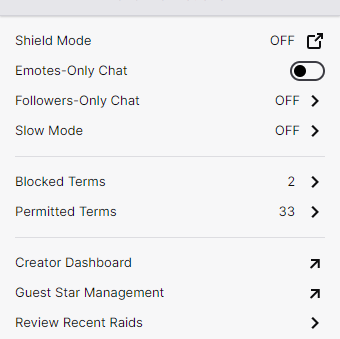 Shield Mode OFF
Emotes-Only Chat
Followers-Only Chat OFF
Slow Mode OFF
Blocked Terms 2
Permitted Terms 33
Creator Dashboard
Guest Star Management
Review Recent Raids